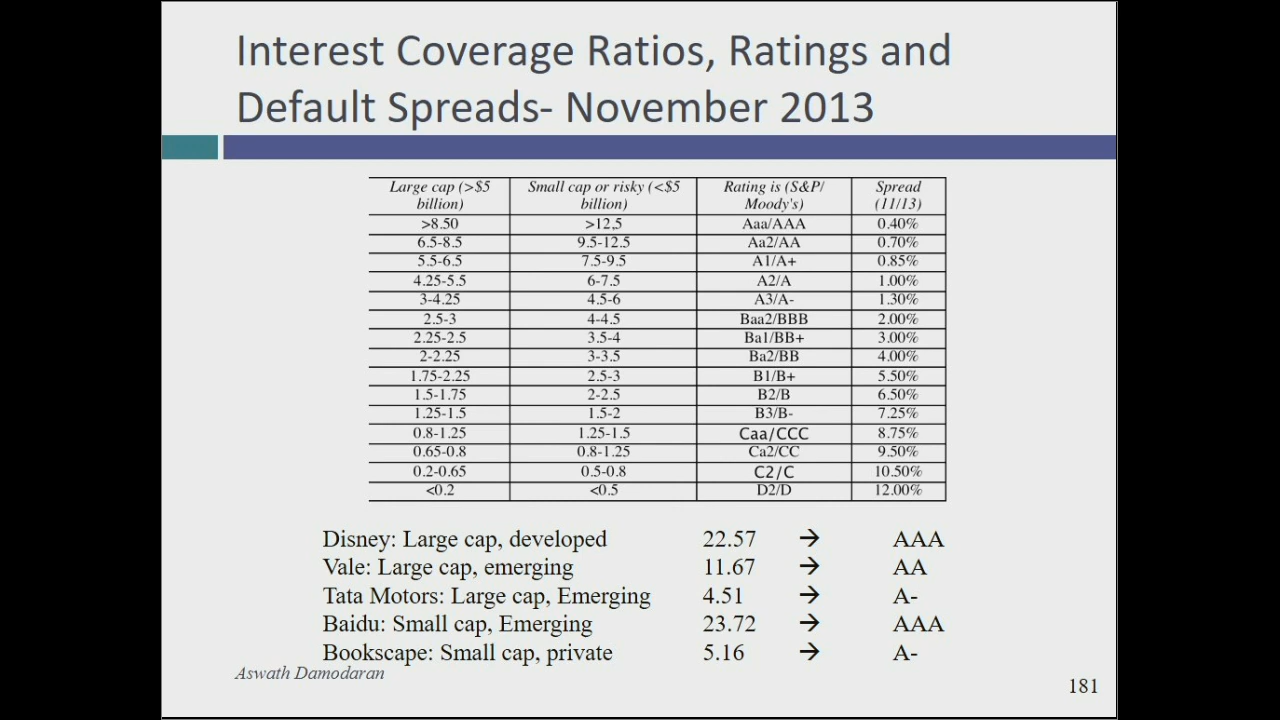 Interest Coverage Ratios, Ratings and
Default Spreads- November 2013
Large cap (>$5 billion) Small cap or risky (<$5 billion) Rating is (S&P/ Moody's) Spread (11/13)
>8.50 >12.5 Aaa/AAA 0.40%
6.5-8.5 9.5-12.5 Aa2/AA 0.70%
5.5-6.5 7.5-9.5 A1/A+ 0.85%
4.25-5.5 6-7.5 A2/A 1.00%
3-4.25 4.5-6 A3/A- 1.30%
2.5-3 4-4.5 Baa2/BBB 2.00%
2.25-2.5 3.5-4 Ba1/BB+ 3.00%
2-2.25 3-3.5 Ba2/BB 4.00%
1.75-2.25 2.5-3 B1/B+ 5.50%
1.5-1.75 2-2.5 B2/B 6.50%
1.25-1.5 1.5-2 B3/B- 7.25%
0.8-1.25 1.25-1.5 Caa/CCC 8.75%
0.65-0.8 0.8-1.25 Ca2/CC 9.50%
0.2-0.65 0.5-0.8 C2/C 10.50%
<0.2 <0.5 D2/D 12.00%
Disney: Large cap, developed 22.57 → AAA
Vale: Large cap, emerging 11.67 → AA
Tata Motors: Large cap, Emerging 4.51 → A-
Baidu: Small cap, Emerging 23.72 → AAA
Bookscape: Small cap, private 5.16 → A-
Aswath Damodaran
181